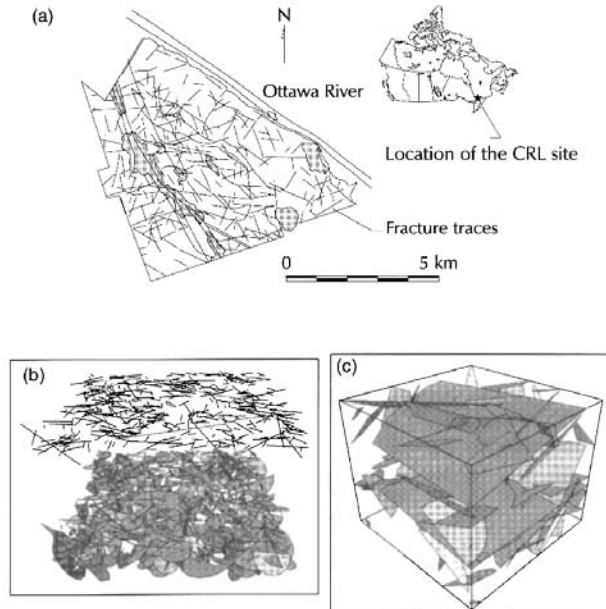 (a)
N
Ottawa River
Location of the CRL site
Fracture traces
0 5 km
(b)
(c)